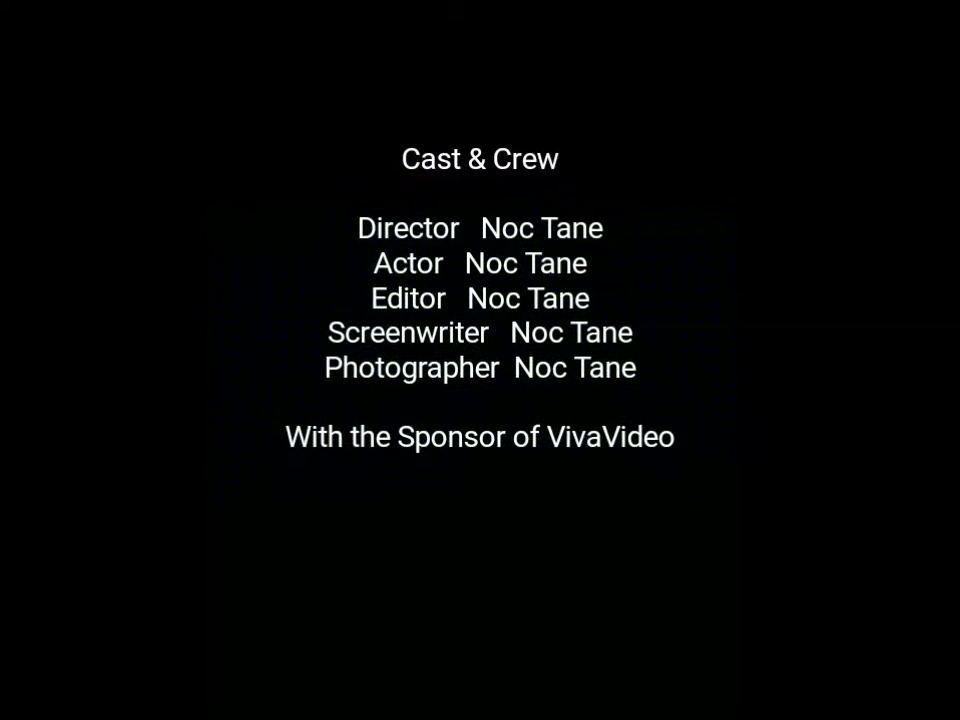 Cast & Crew
Director Noc Tane
Actor Noc Tane
Editor Noc Tane
Screenwriter Noc Tane
Photographer Noc Tane
With the Sponsor of VivaVideo